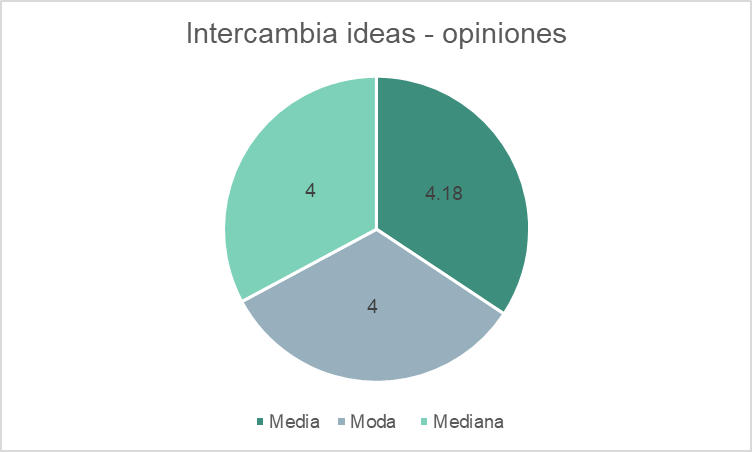 Intercambia ideas - opiniones
4
4.18
4
Media
Moda
Mediana